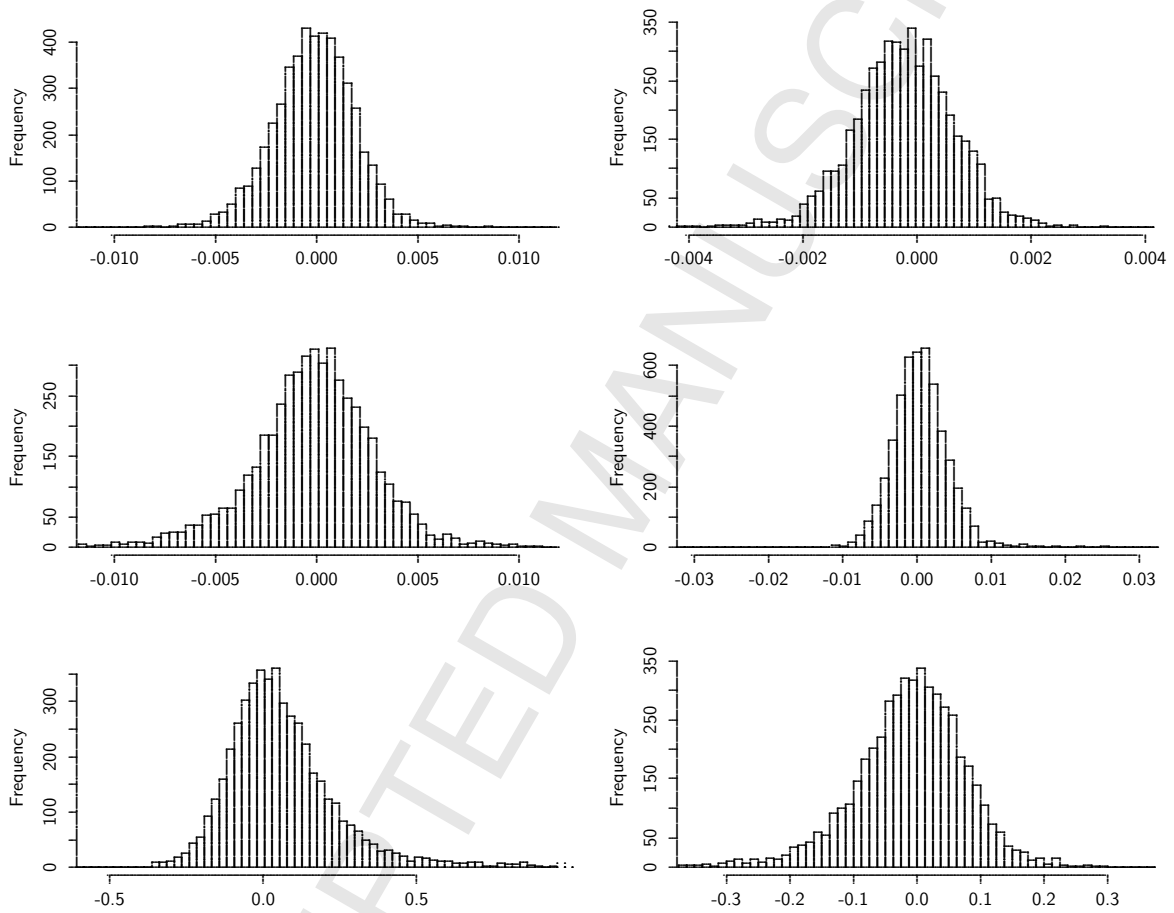 Frequency
0 100 200 300 400
-0.010 -0.005 0.000 0.005 0.010
Frequency
0 50 150 250 350
-0.004 -0.002 0.000 0.002 0.004
Frequency
0 50 150 250
-0.010 -0.005 0.000 0.005 0.010
Frequency
0 200 400 600
-0.03 -0.02 -0.01 0.00 0.01 0.02 0.03
Frequency
0 100 200 300
-0.5 0.0 0.5
Frequency
0 50 150 250 350
-0.3 -0.2 -0.1 0.0 0.1 0.2 0.3
PTED MANUSC